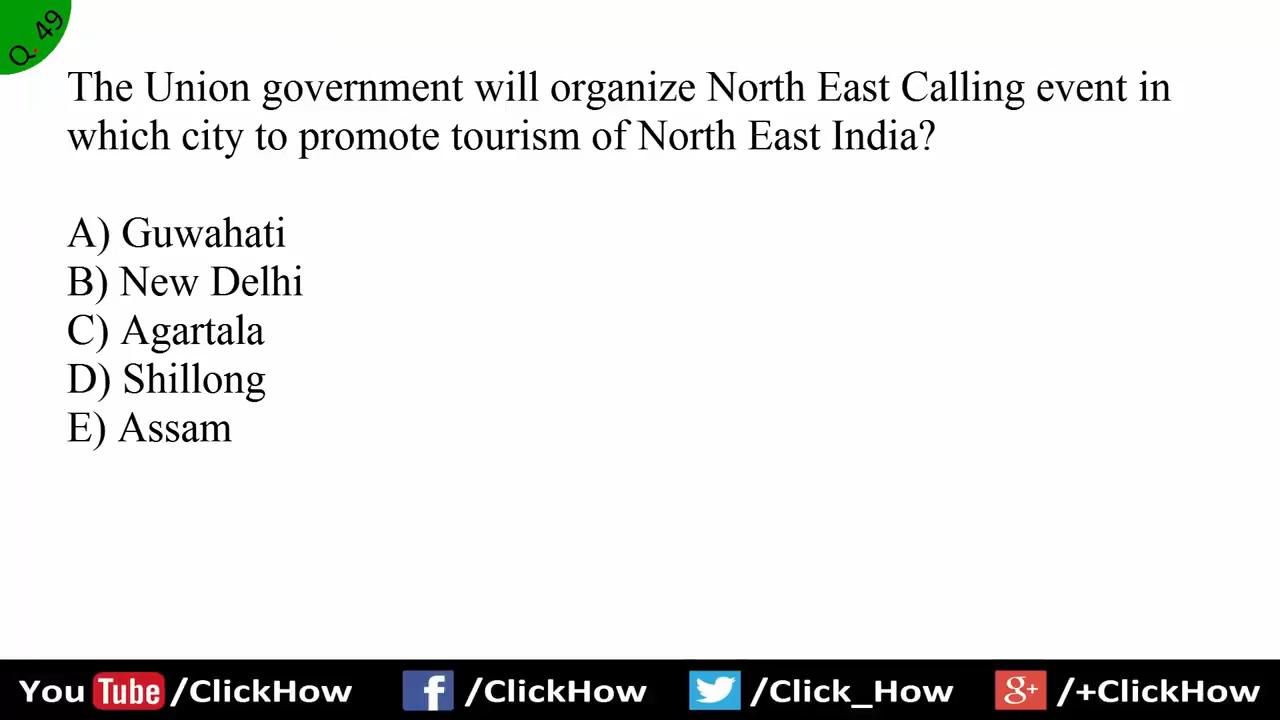 Q. 49
The Union government will organize North East Calling event in
which city to promote tourism of North East India?
A) Guwahati
B) New Delhi
C) Agartala
D) Shillong
E) Assam
You Tube /ClickHow f /ClickHow /Click_How g+ /+ClickHow